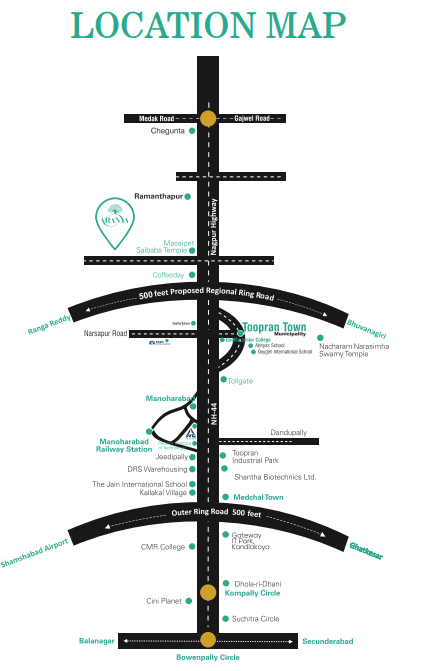 LOCATION MAP
Medak Road
Gajwel Road
Chegunta
Ramanthapur
Nagpur Highway
ARANYA
Masaipet
Saibaba Temple
Coffeeday
500 feet Proposed Regional Ring Road
Ranga Reddy
Bhuvanagiri
Toopran Town
Municipality
Narsapur Road
Junior College
Abhyas School
Oxygen International School
Nacharam Narasimha
Swamy Temple
Tollgate
Manoharabad
NH-44
Dandupally
Manoharabad
Railway Station
of Technology
Jeedipally
Toopran
Industrial Park
DRS Warehousing
Shantha Biotechnics Ltd.
The Jain International School
Kallakal Village
Medchal Town
Outer Ring Road 500 feet
Shamshabad Airport
Ghatkesar
CMR College
Gateway
IT Park,
Kandlakoya
Dhola-ri-Dhani
Kompally Circle
Cini Planet
Suchitra Circle
Balanagar
Secunderabad
Bowenpally Circle